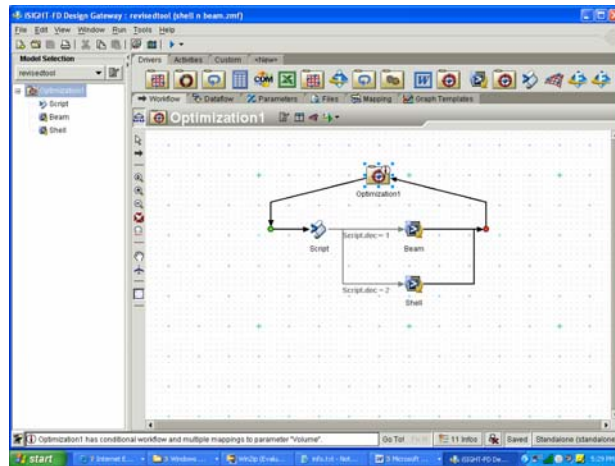 iSIGHT-FD Design Gateway : revisedtool (shell n beam.zmf)
File Edit View Window Run Tools Help
Model Selection
Drivers Activities Custom <New>
revisedtool
Optimization1
Script
Beam
Shell
Workflow Dataflow Parameters Files Mapping Graph Templates
Optimization1
Optimization1
Script
Script.dec = 1
Beam
Script.dec = 2
Shell
Optimization1 has conditional workflow and multiple mappings to parameter "Volume".
Go To! 11 Infos Saved Standalone (standalone
start
5:29 PM